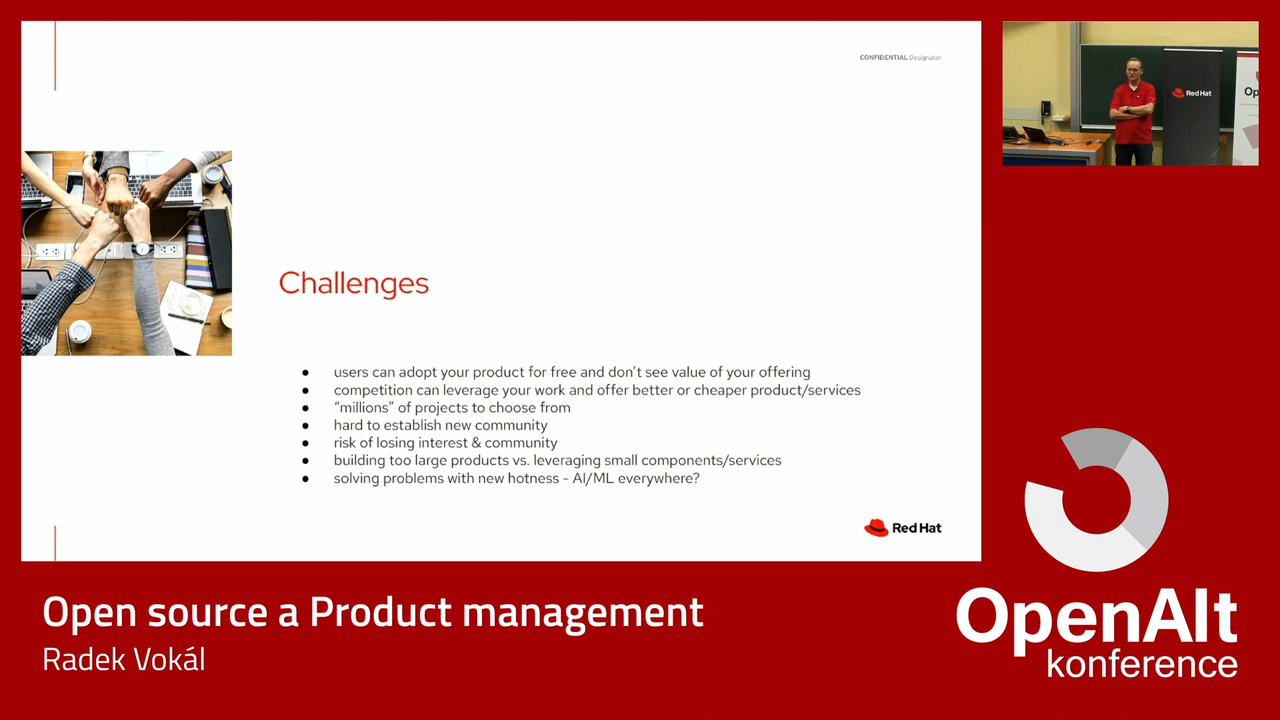 CONFIDENTIAL Designator
Challenges
● users can adopt your product for free and don't see value of your offering
● competition can leverage your work and offer better or cheaper product/services
● “millions” of projects to choose from
● hard to establish new community
● risk of losing interest & community
● building too large products vs. leveraging small components/services
● solving problems with new hotness - AI/ML everywhere?
Red Hat
Red Hat
Op
Open source a Product management
Radek Vokál
OpenAlt
konference